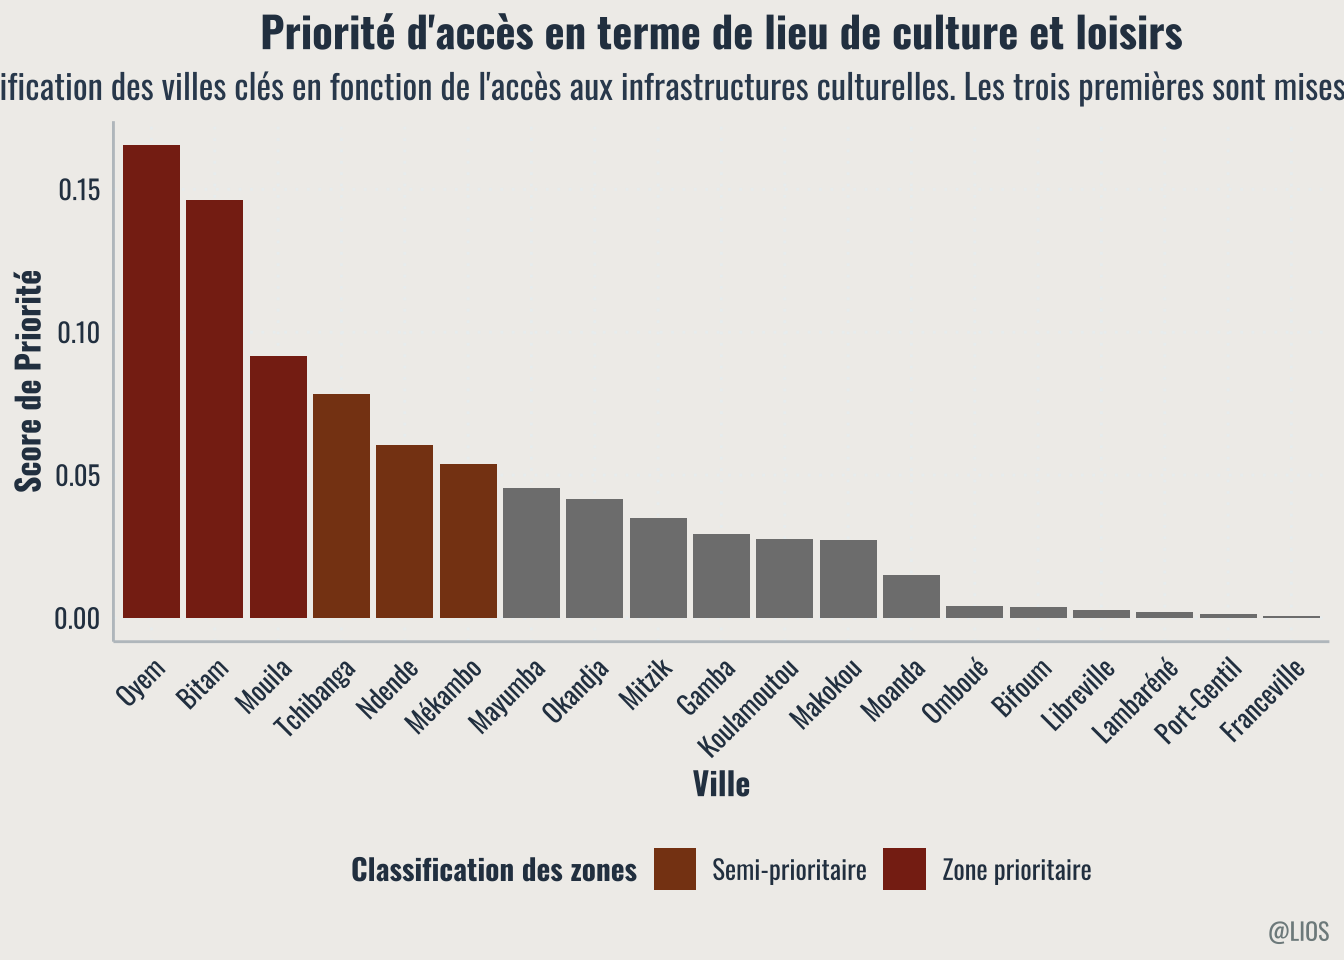 Priorité d'accès en terme de lieu de culture et loisirs
ification des villes clés en fonction de l'accès aux infrastructures culturelles. Les trois premières sont mises
Score de Priorité
0.15
0.10
0.05
0.00
Oyem
Bitam
Mouila
Tchibanga
Ndende
Mékambo
Mayumba
Okandja
Mitzik
Gamba
Koulamoutou
Makokou
Moanda
Omboué
Bifoum
Libreville
Lambaréné
Port-Gentil
Franceville
Ville
Classification des zones Semi-prioritaire Zone prioritaire
@LIOS